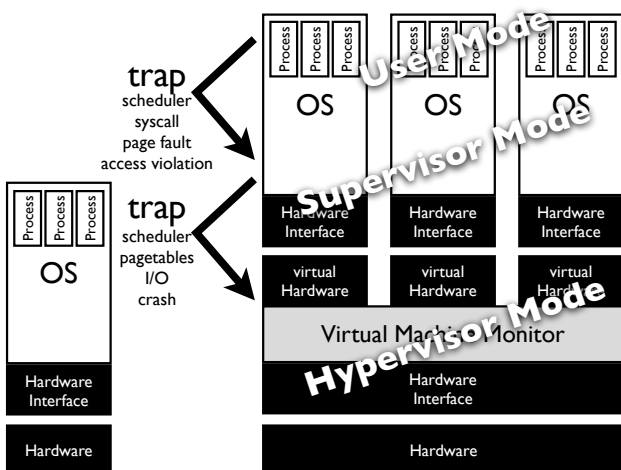 Process
Process
Process
OS
Hardware
Interface
Hardware
trap
scheduler
syscall
page fault
access violation
trap
scheduler
pagetables
I/O
crash
Process
Process
Process
OS
Hardware
Interface
virtual
Hardware
Process
Process
Process
OS
Hardware
Interface
virtual
Hardware
Process
Process
Process
OS
Hardware
Interface
virtual
Hardware
User Mode
Supervisor Mode
Hypervisor Mode
Virtual Machine Monitor
Hardware
Interface
Hardware